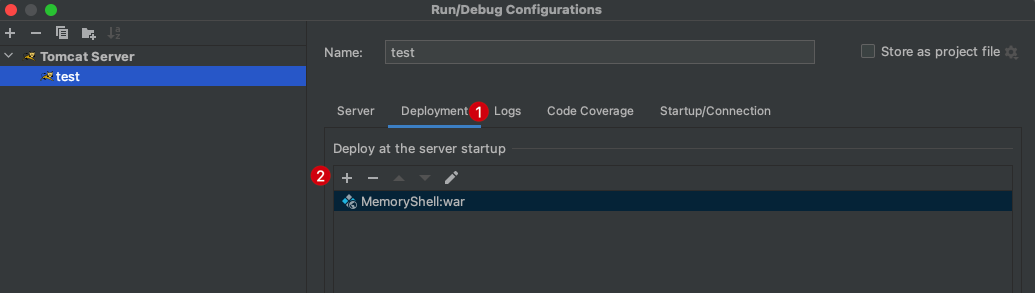 Run/Debug Configurations
Tomcat Server
test
Name: test Store as project file
Server Deployment 1 Logs Code Coverage Startup/Connection
Deploy at the server startup
2
MemoryShell:war